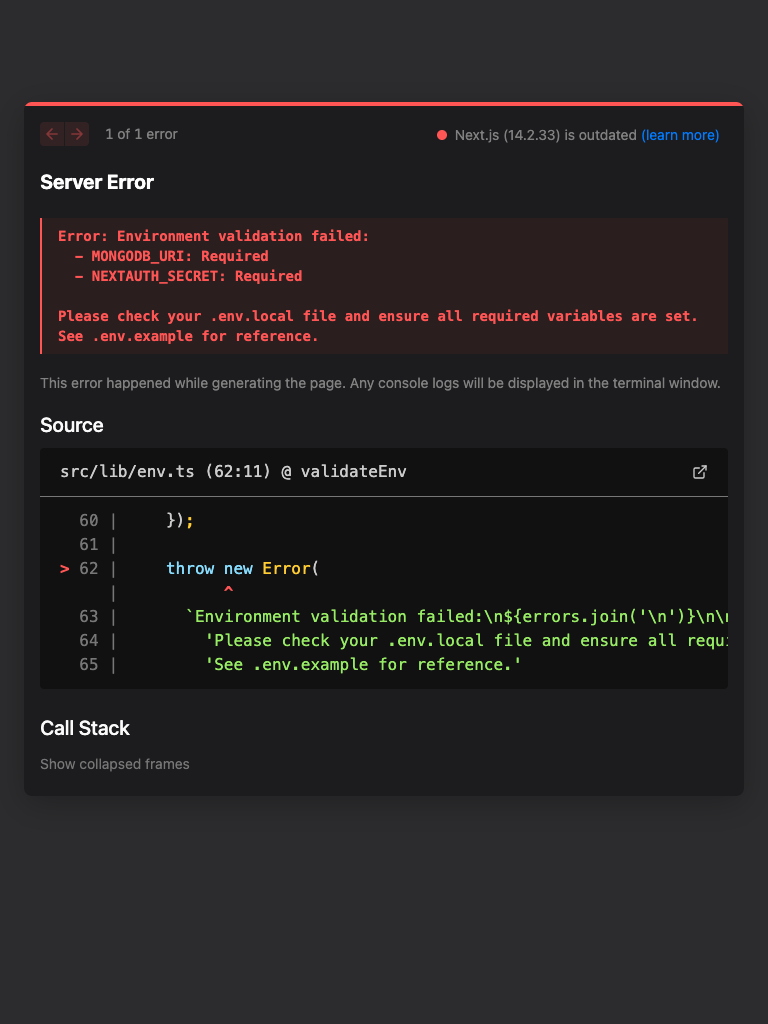 1 of 1 error
Next.js (14.2.33) is outdated (learn more)
Server Error
Error: Environment validation failed:
  – MONGODB_URI: Required
  – NEXTAUTH_SECRET: Required
Please check your .env.local file and ensure all required variables are set.
See .env.example for reference.
This error happened while generating the page. Any console logs will be displayed in the terminal window.
Source
src/lib/env.ts (62:11) @ validateEnv
60 |     });
61 |
> 62 |     throw new Error(
|           ^
63 |       `Environment validation failed:\n${errors.join('\n')}\n\n
64 |         'Please check your .env.local file and ensure all requi
65 |         'See .env.example for reference.'
Call Stack
Show collapsed frames